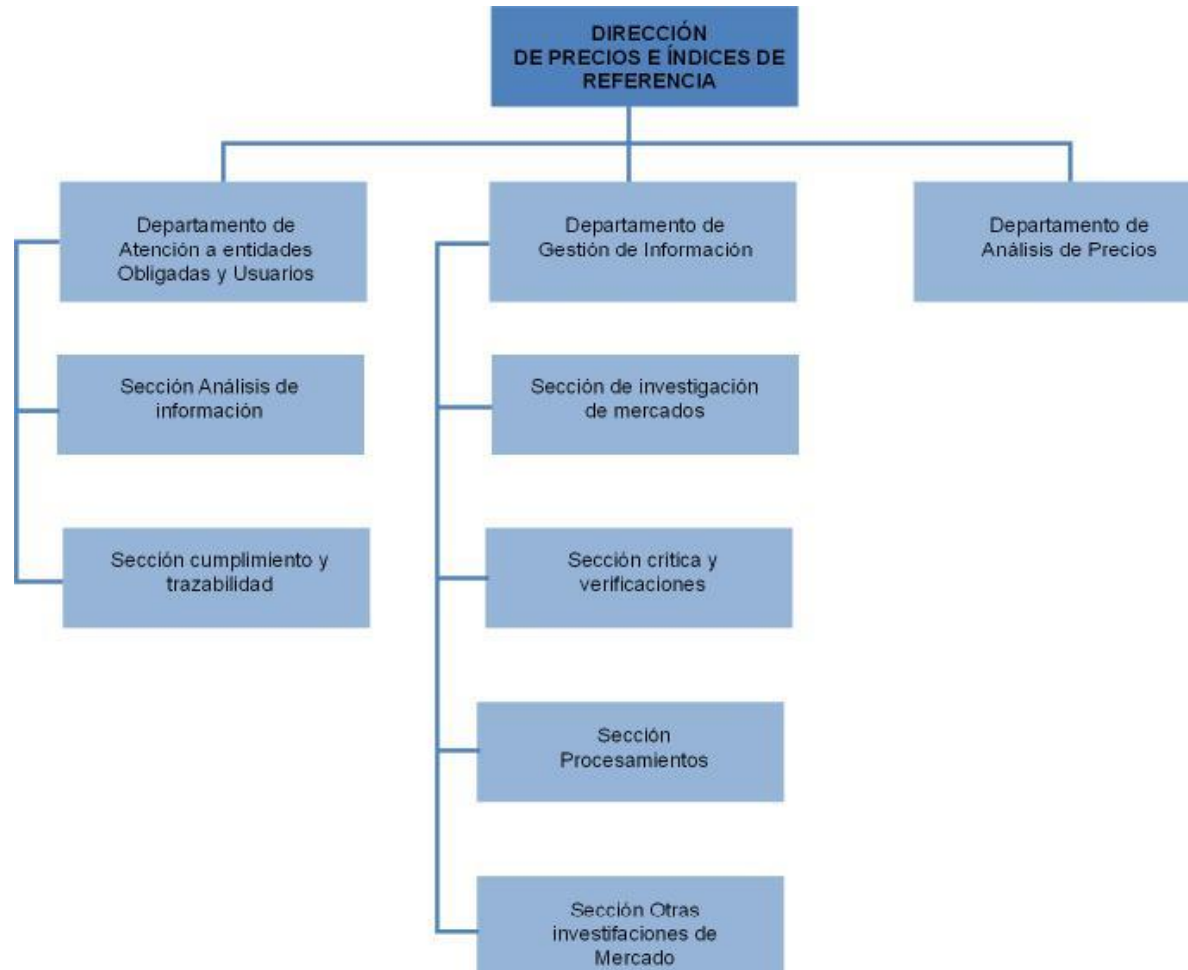 DIRECCIÓN
DE PRECIOS E ÍNDICES DE
REFERENCIA
Departamento de
Atención a entidades
Obligadas y Usuarios
Departamento de
Gestión de Información
Departamento de
Análisis de Precios
Sección Análisis de
información
Sección de investigación
de mercados
Sección cumplimiento y
trazabilidad
Sección critica y
verificaciones
Sección
Procesamientos
Sección Otras
investifaciones de
Mercado